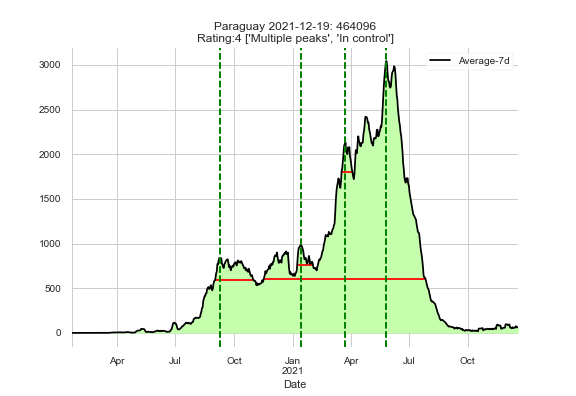 Paraguay 2021-12-19: 464096
Rating:4 ['Multiple peaks', 'In control']
Average-7d
3000
2500
2000
1500
1000
500
0
Apr Jul Oct Jan Apr Jul Oct
2021
Date